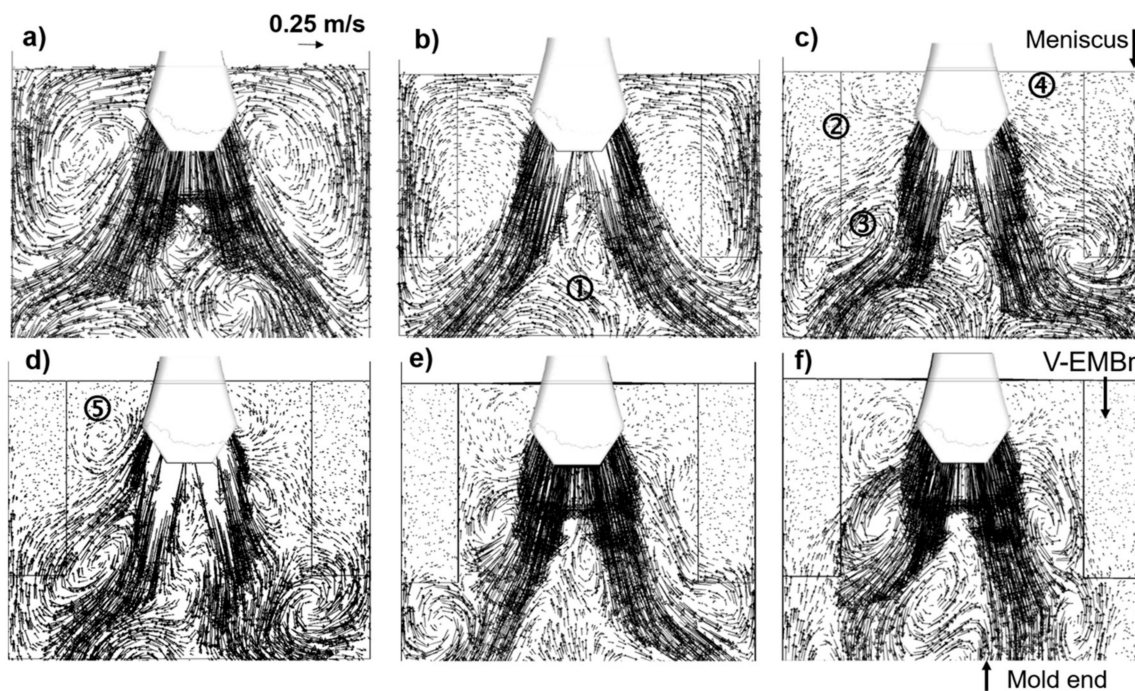 a)
0.25 m/s
b)
c)
Meniscus
④
②
③
①
d)
e)
f)
V-EMBr
⑤
Mold end